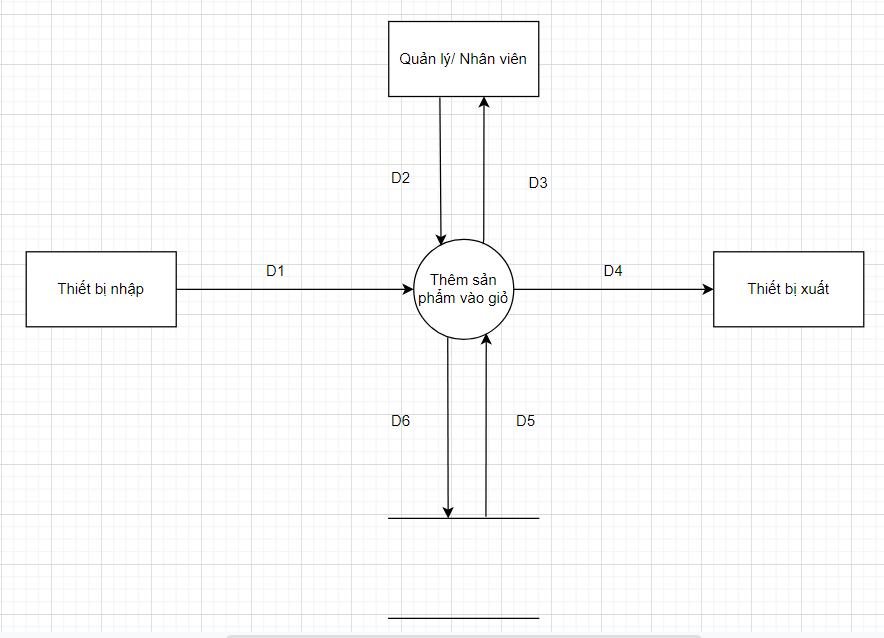 Quản lý/ Nhân viên
D2
D3
Thiết bị nhập
D1
Thêm sản
phẩm vào giỏ
D4
Thiết bị xuất
D6
D5